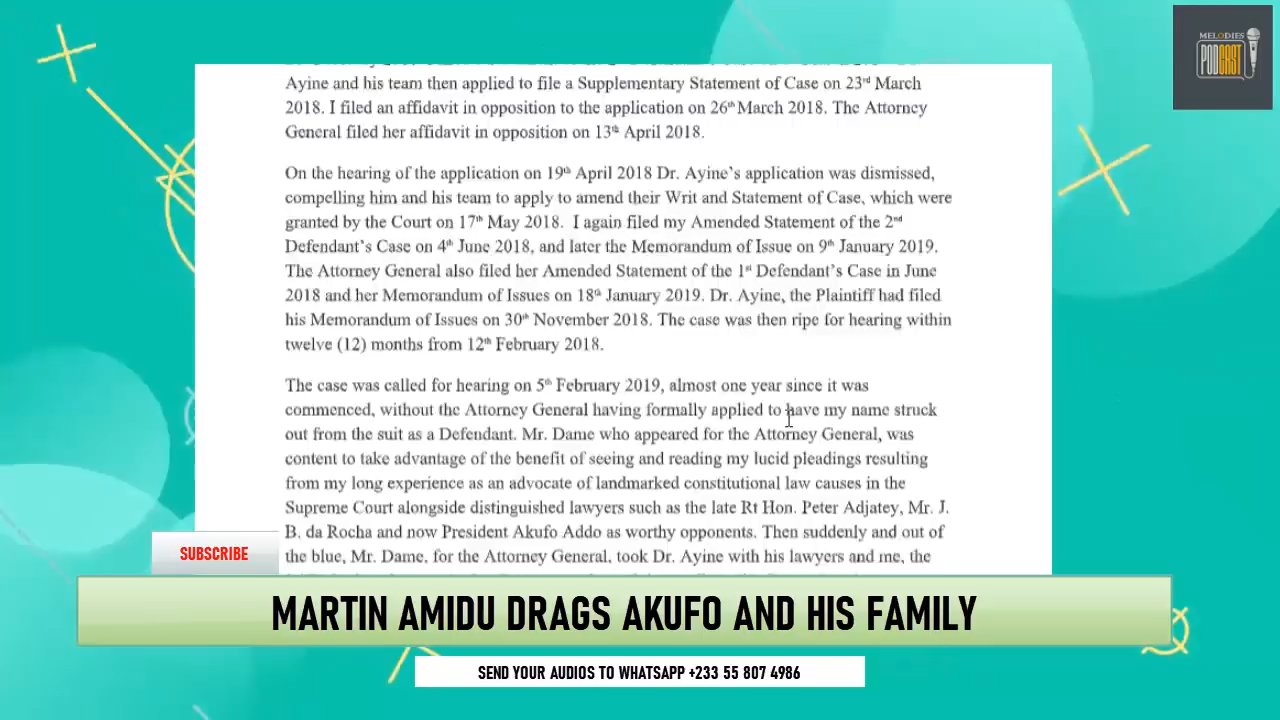 MELODIES
PODCAST
Ayine and his team then applied to file a Supplementary Statement of Case on 23rd March
2018. I filed an affidavit in opposition to the application on 26th March 2018. The Attorney
General filed her affidavit in opposition on 13th April 2018.
On the hearing of the application on 19th April 2018 Dr. Ayine's application was dismissed,
compelling him and his team to apply to amend their Writ and Statement of Case, which were
granted by the Court on 17th May 2018. I again filed my Amended Statement of the 2nd
Defendant's Case on 4th June 2018, and later the Memorandum of Issue on 9th January 2019.
The Attorney General also filed her Amended Statement of the 1st Defendant's Case in June
2018 and her Memorandum of Issues on 18th January 2019. Dr. Ayine, the Plaintiff had filed
his Memorandum of Issues on 30th November 2018. The case was then ripe for hearing within
twelve (12) months from 12th February 2018.
The case was called for hearing on 5th February 2019, almost one year since it was
commenced, without the Attorney General having formally applied to have my name struck
out from the suit as a Defendant. Mr. Dame who appeared for the Attorney General, was
content to take advantage of the benefit of seeing and reading my lucid pleadings resulting
from my long experience as an advocate of landmarked constitutional law causes in the
Supreme Court alongside distinguished lawyers such as the late Rt Hon. Peter Adjatey, Mr. J.
B. da Rocha and now President Akufo Addo as worthy opponents. Then suddenly and out of
the blue, Mr. Dame, for the Attorney General, took Dr. Ayine with his lawyers and me, the
SUBSCRIBE
MARTIN AMIDU DRAGS AKUFO AND HIS FAMILY
SEND YOUR AUDIOS TO WHATSAPP +233 55 807 4986